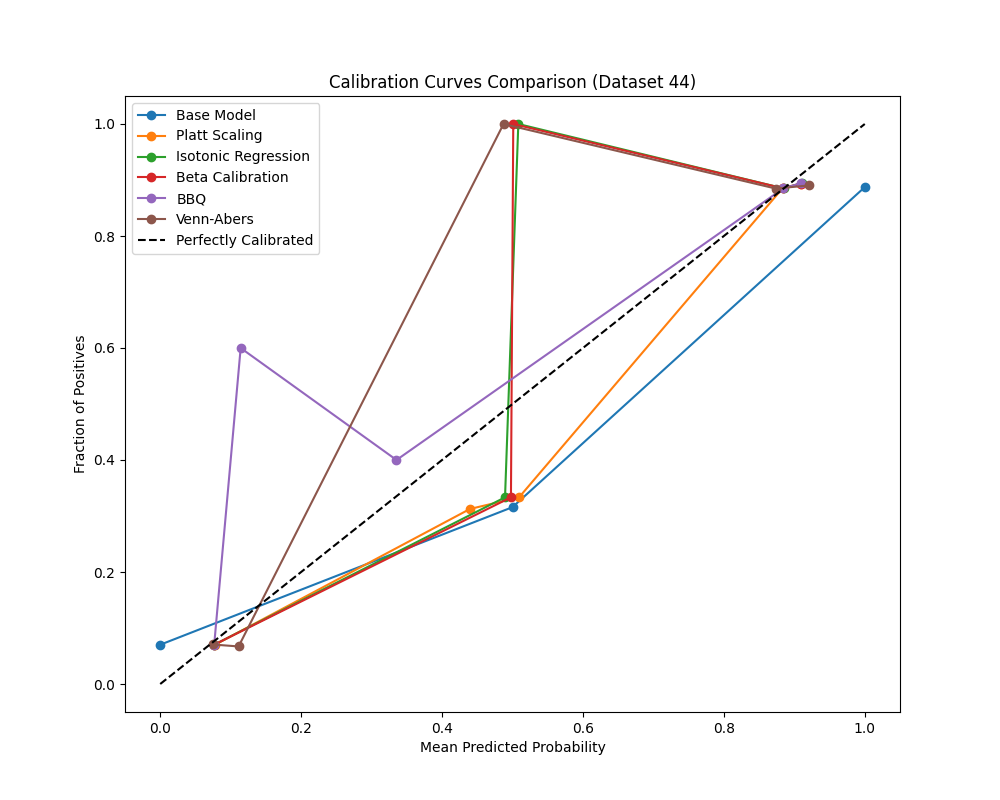 Calibration Curves Comparison (Dataset 44)
Base Model
Platt Scaling
Isotonic Regression
Beta Calibration
BBQ
Venn-Abers
Perfectly Calibrated
1.0
0.8
0.6
0.4
0.2
0.0
Fraction of Positives
0.0 0.2 0.4 0.6 0.8 1.0
Mean Predicted Probability